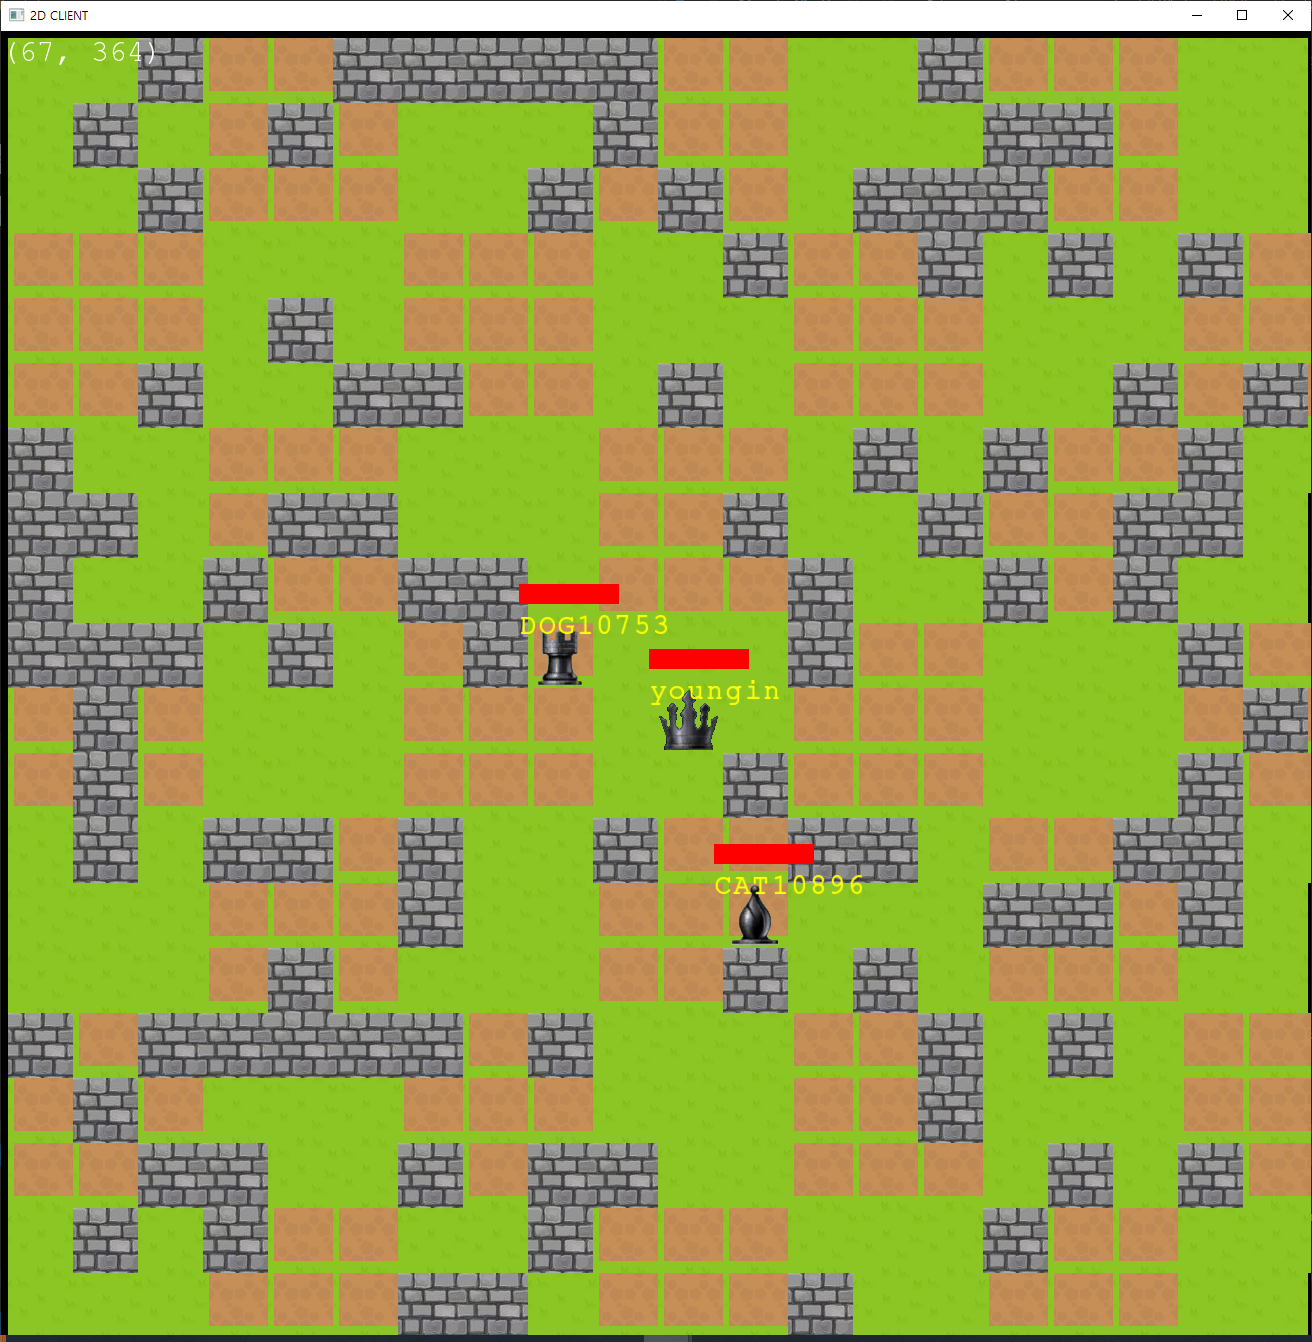 2D CLIENT
(67, 364)
DOG10753
youngin
CAT10896